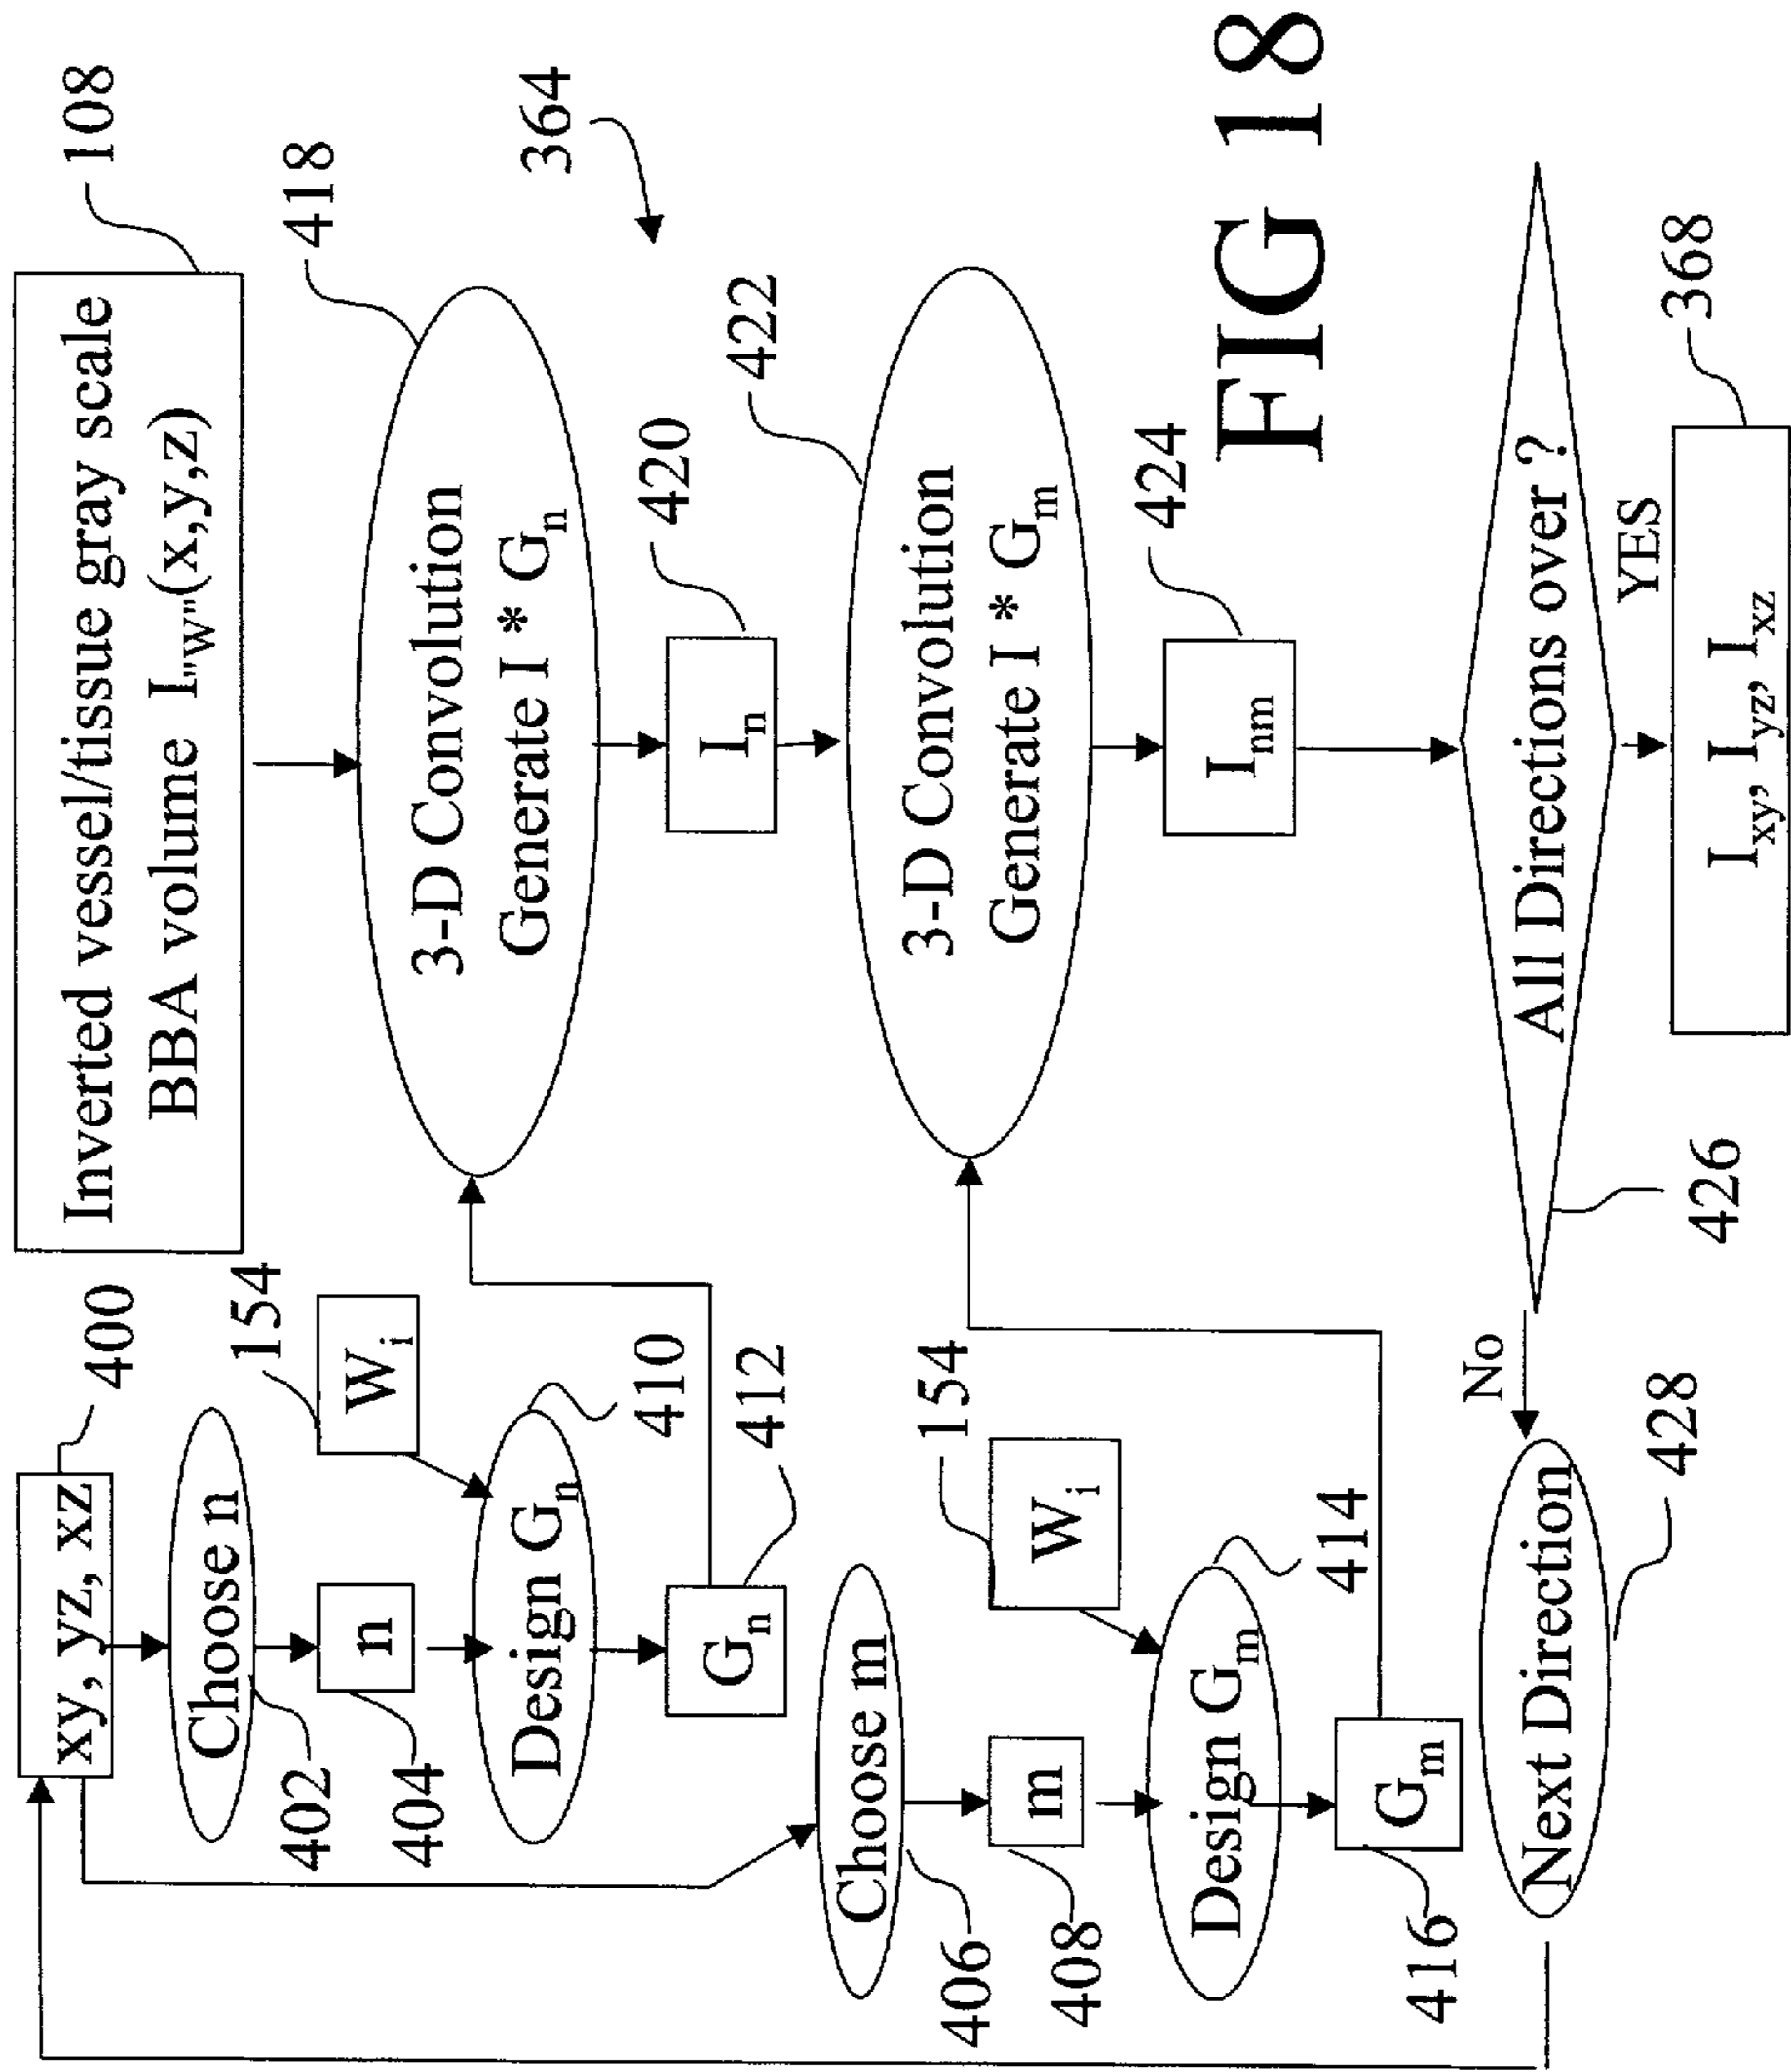 Inverted vessel/tissue gray scale
BBA volume I"W"(x,y,z)
108
xy, yz, xz
400
Choose n
402
n
404
Wi
154
Design Gn
410
Gn
412
3-D Convolution
Generate I * Gn
418
In
420
364
Choose m
406
m
408
Wi
154
Design Gm
414
Gm
416
3-D Convolution
Generate I * Gm
422
Inm
424
FIG 18
All Directions over ?
426
No
YES
Next Direction
428
Ixy, Iyz, Ixz
368